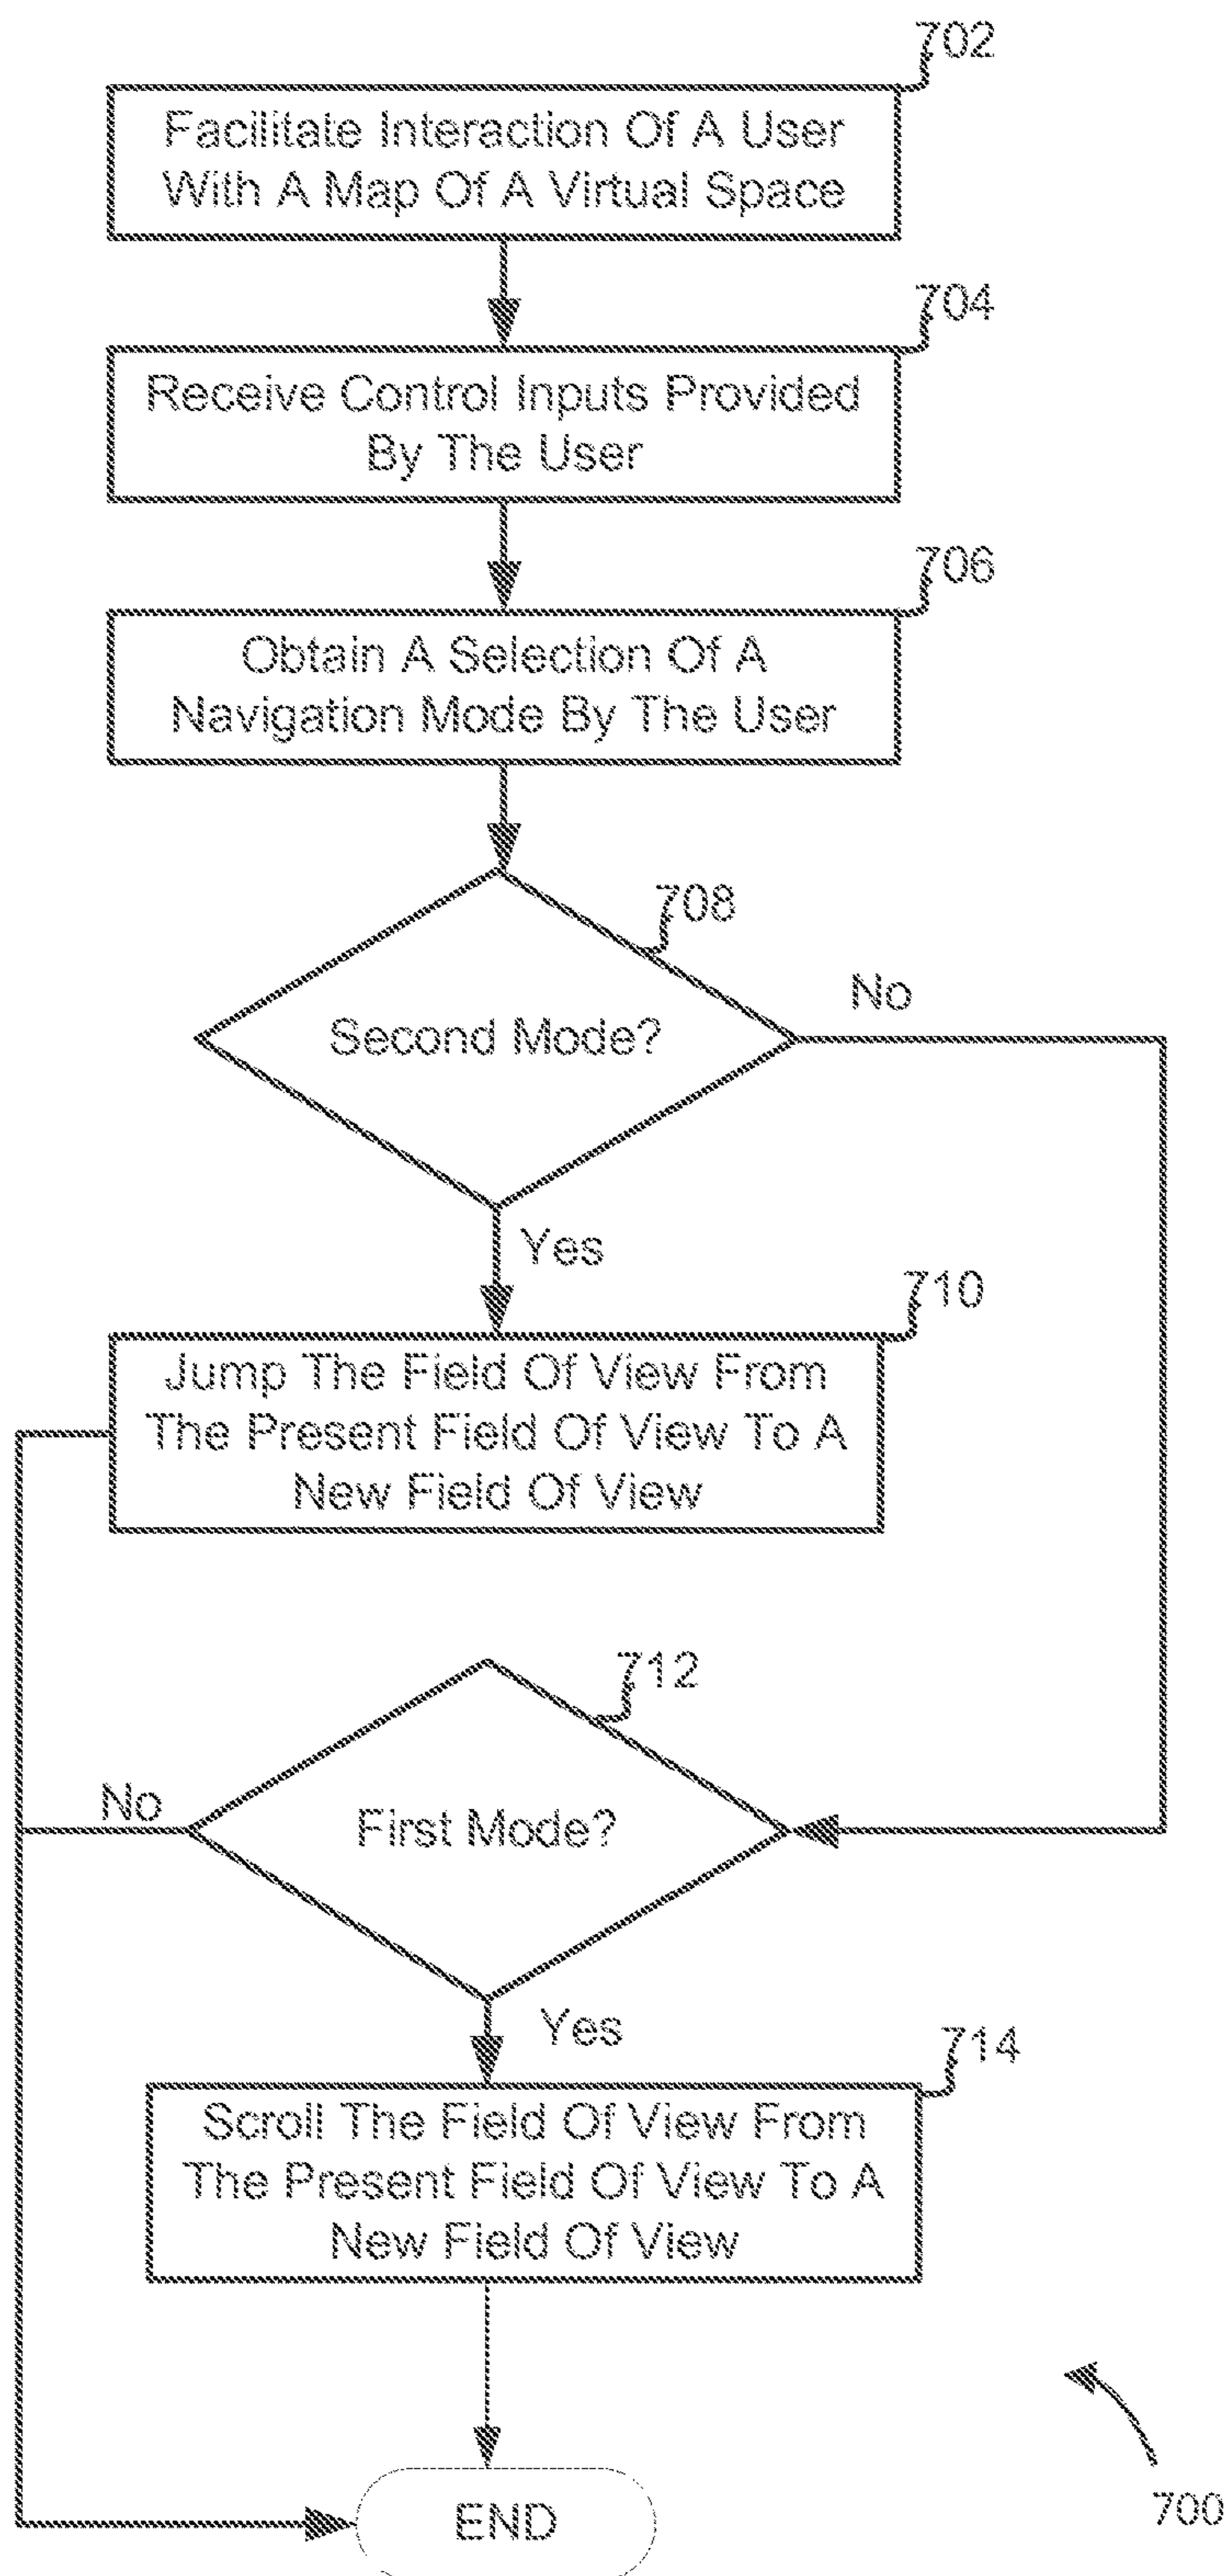 702
Facilitate Interaction Of A User
With A Map Of A Virtual Space
704
Receive Control Inputs Provided
By The User
706
Obtain A Selection Of A
Navigation Mode By The User
708
No
Second Mode?
Yes
710
Jump The Field Of View From
The Present Field Of View To A
New Field Of View
712
No
First Mode?
Yes
714
Scroll The Field Of View From
The Present Field Of View To A
New Field Of View
END
700